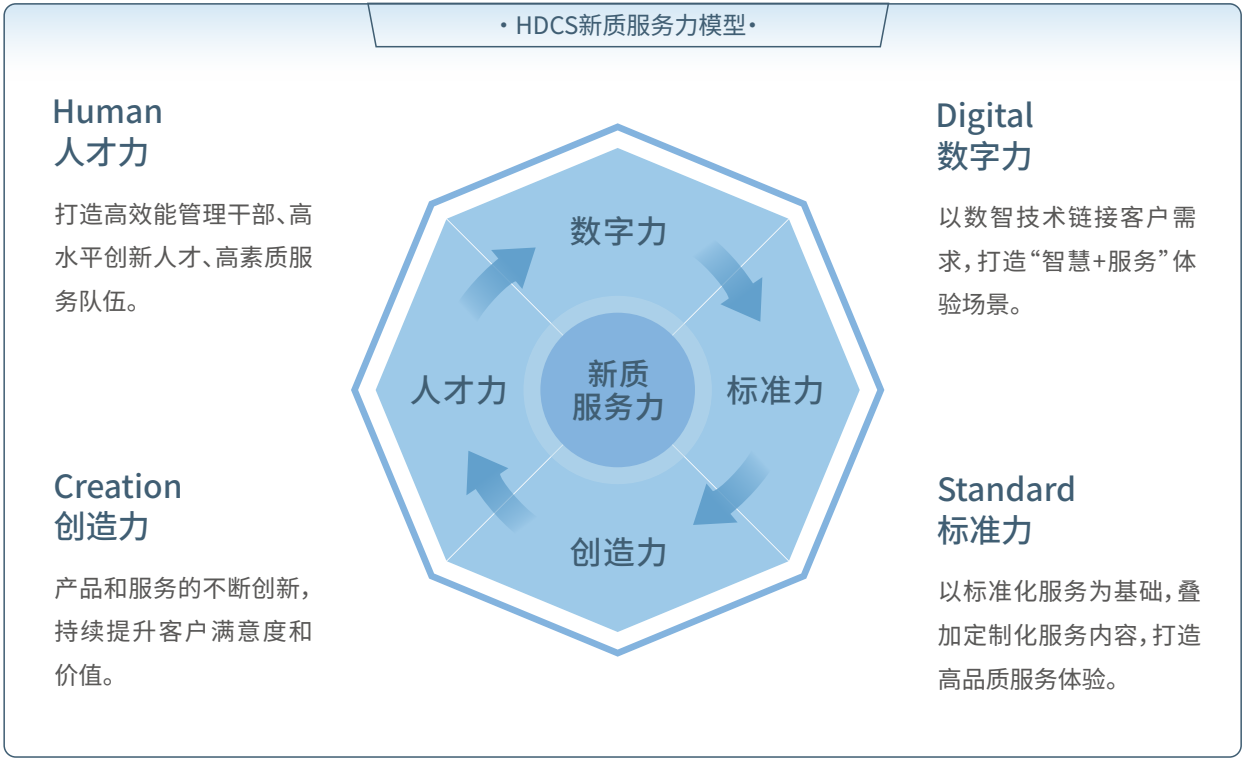 ·HDCS新质服务力模型·
Human
人才力
打造高效能管理干部、高
水平创新人才、高素质服
务队伍。
Digital
数字力
以数智技术链接客户需
求，打造“智慧+服务”体
验场景。
数字力
人才力
新质
服务力
标准力
创造力
Creation
创造力
产品和服务的不断创新，
持续提升客户满意度和
价值。
Standard
标准力
以标准化服务为基础，叠
加定制化服务内容，打造
高品质服务体验。